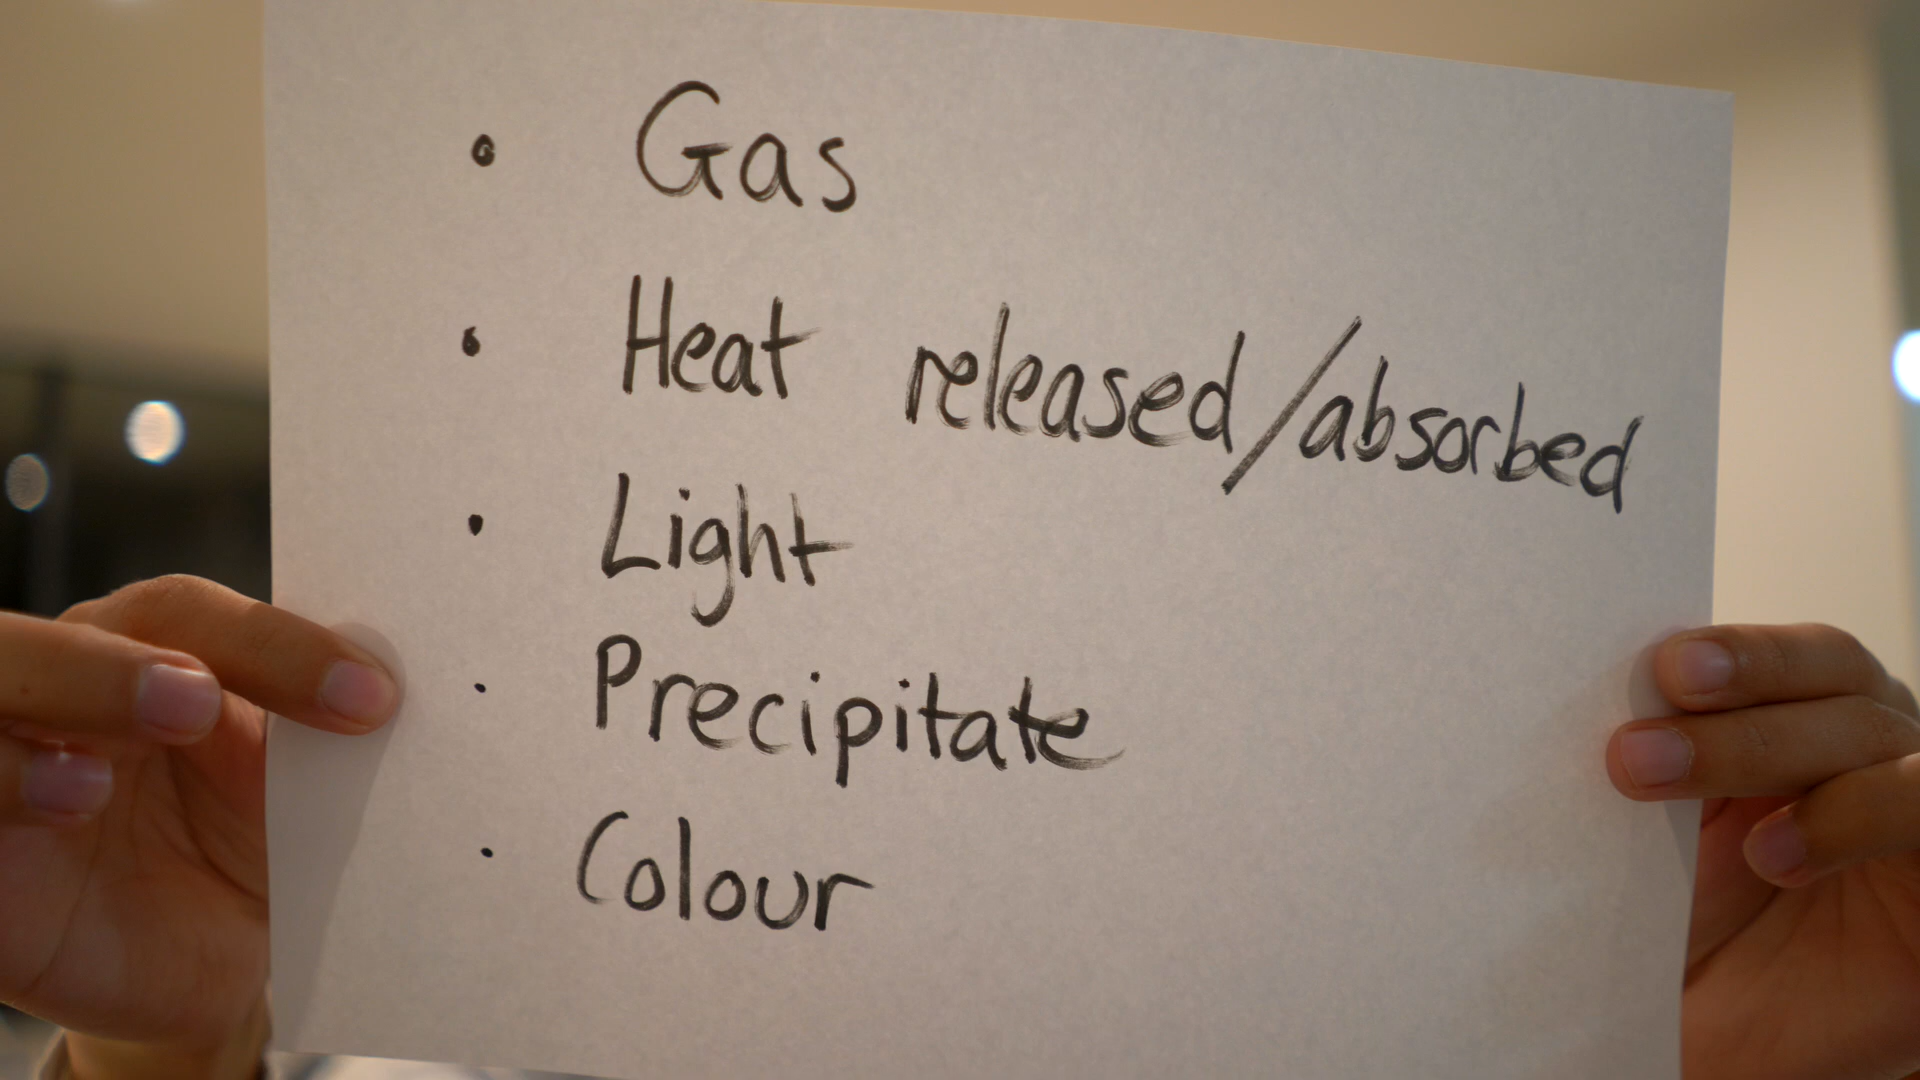 • Gas
• Heat released/absorbed
• Light
• Precipitate
• Colour